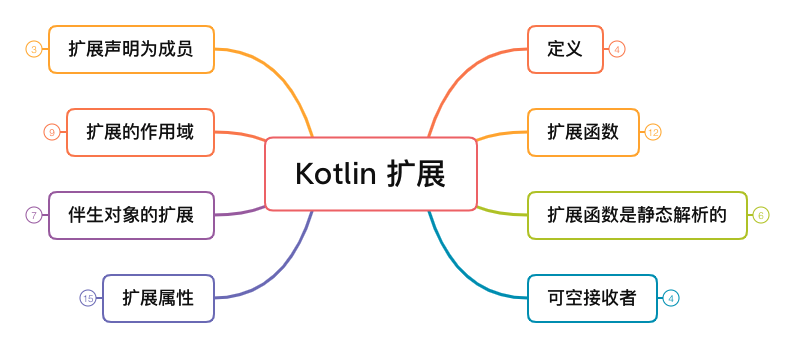 Kotlin 扩展
定义
4
扩展函数
12
扩展函数是静态解析的
6
可空接收者
4
扩展属性
15
伴生对象的扩展
7
扩展的作用域
9
扩展声明为成员
3